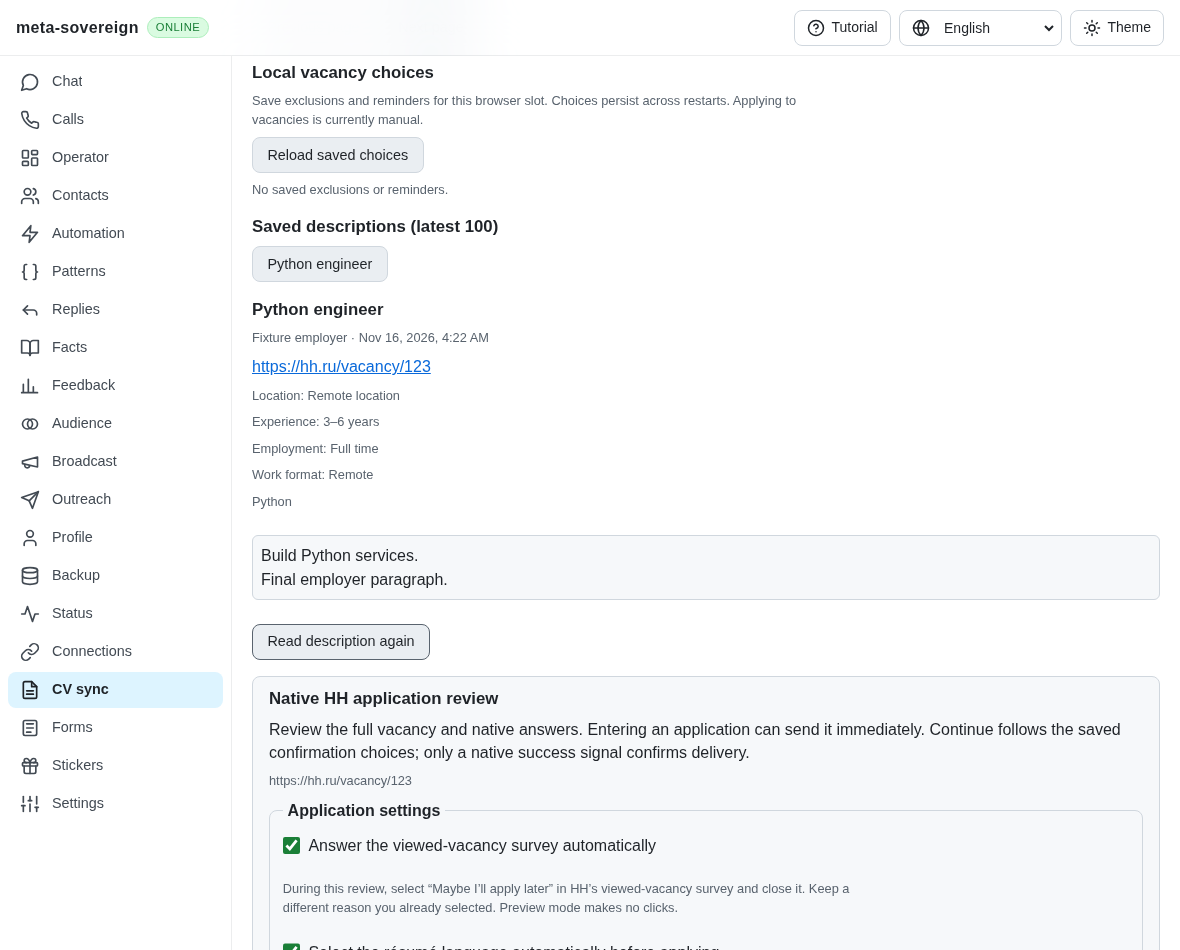 meta-sovereign ONLINE Tutorial English Theme
Chat
Calls
Operator
Contacts
Automation
Patterns
Replies
Facts
Feedback
Audience
Broadcast
Outreach
Profile
Backup
Status
Connections
CV sync
Forms
Stickers
Settings
Local vacancy choices
Save exclusions and reminders for this browser slot. Choices persist across restarts. Applying to
vacancies is currently manual.
Reload saved choices
No saved exclusions or reminders.
Saved descriptions (latest 100)
Python engineer
Python engineer
Fixture employer · Nov 16, 2026, 4:22 AM
https://hh.ru/vacancy/123
Location: Remote location
Experience: 3–6 years
Employment: Full time
Work format: Remote
Python
Build Python services.
Final employer paragraph.
Read description again
Native HH application review
Review the full vacancy and native answers. Entering an application can send it immediately. Continue follows the saved
confirmation choices; only a native success signal confirms delivery.
https://hh.ru/vacancy/123
Application settings
Answer the viewed-vacancy survey automatically
During this review, select “Maybe I’ll apply later” in HH’s viewed-vacancy survey and close it. Keep a
different reason you already selected. Preview mode makes no clicks.
Select the résumé language automatically before applying